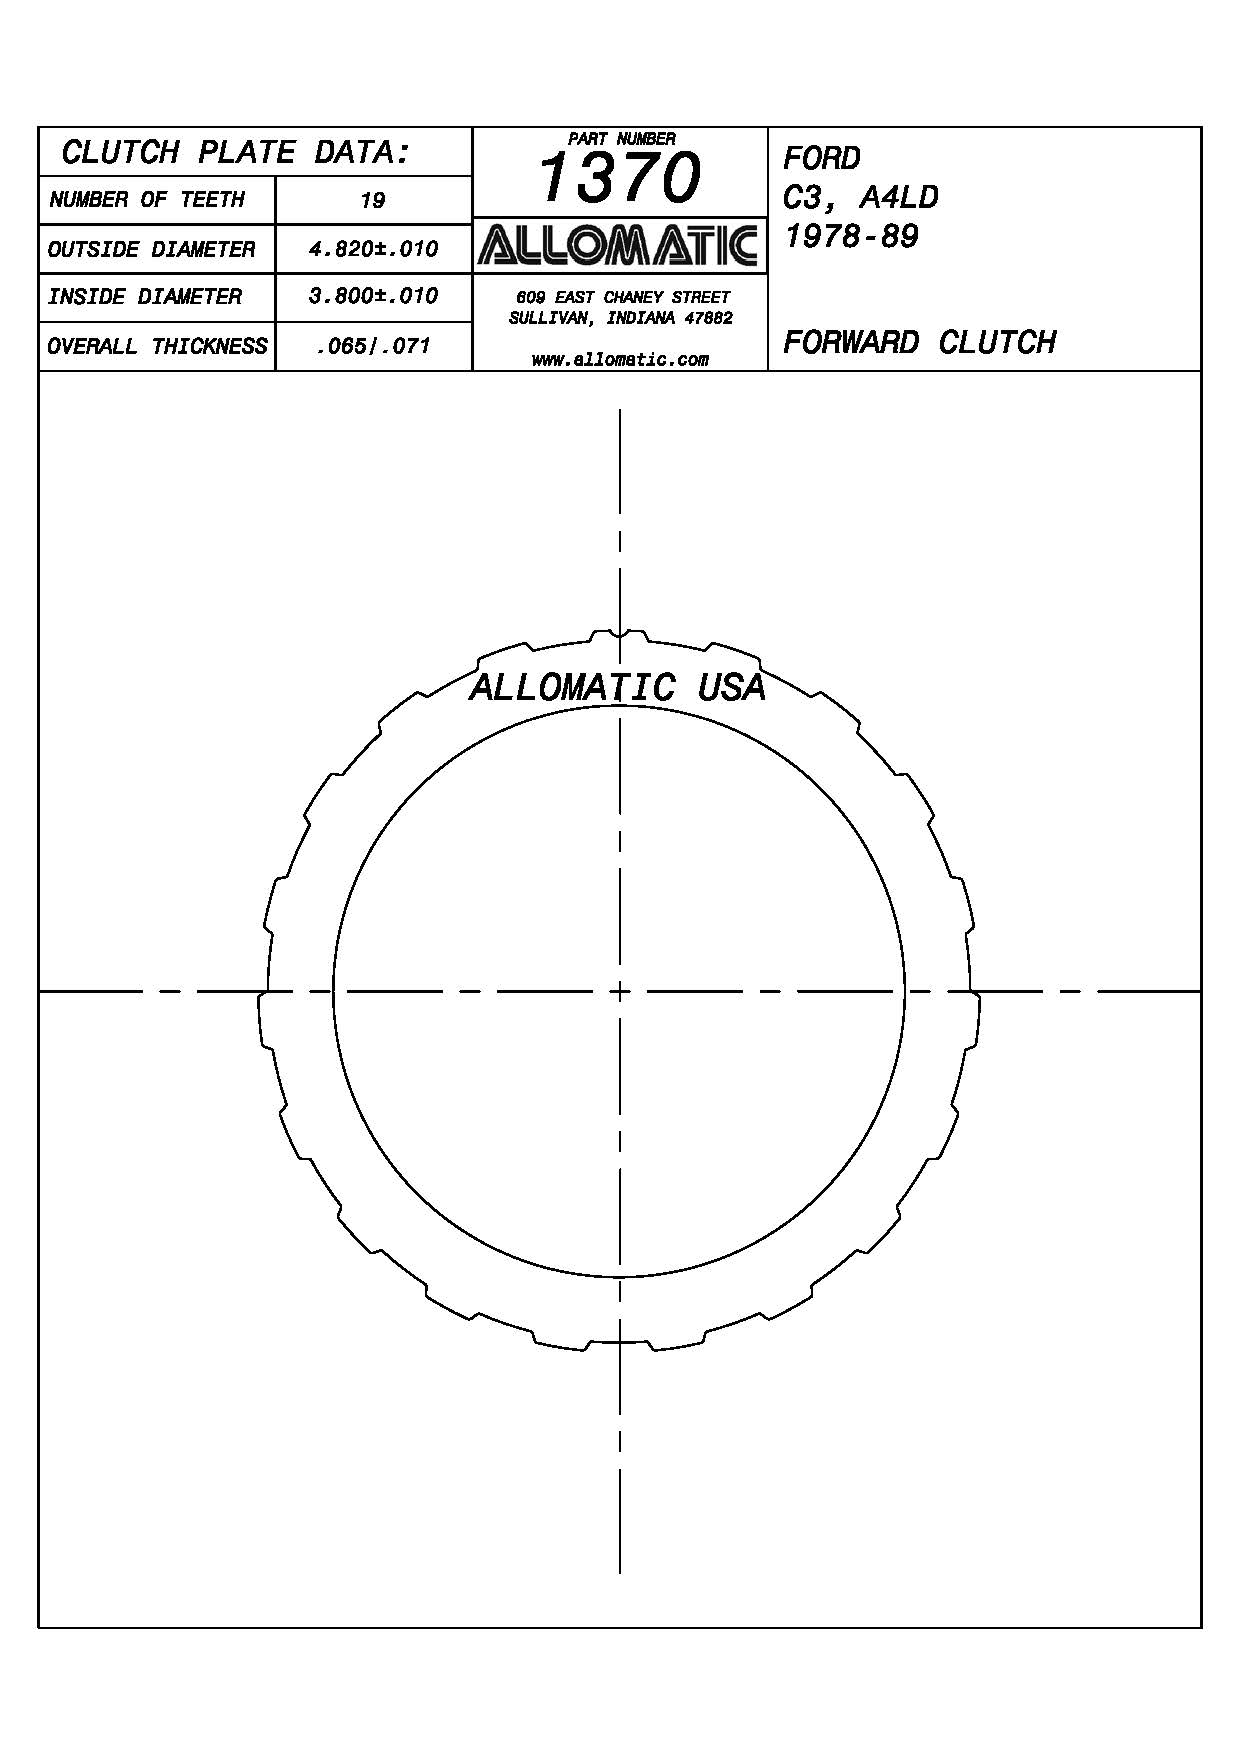 CLUTCH PLATE DATA:
NUMBER OF TEETH 19
OUTSIDE DIAMETER 4.820±.010
INSIDE DIAMETER 3.800±.010
OVERALL THICKNESS .065/.071
PART NUMBER
1370
ALLOMATIC
609 EAST CHANEY STREET
SULLIVAN, INDIANA 47882
www.allomatic.com
FORD
C3, A4LD
1978-89
FORWARD CLUTCH
ALLOMATIC USA